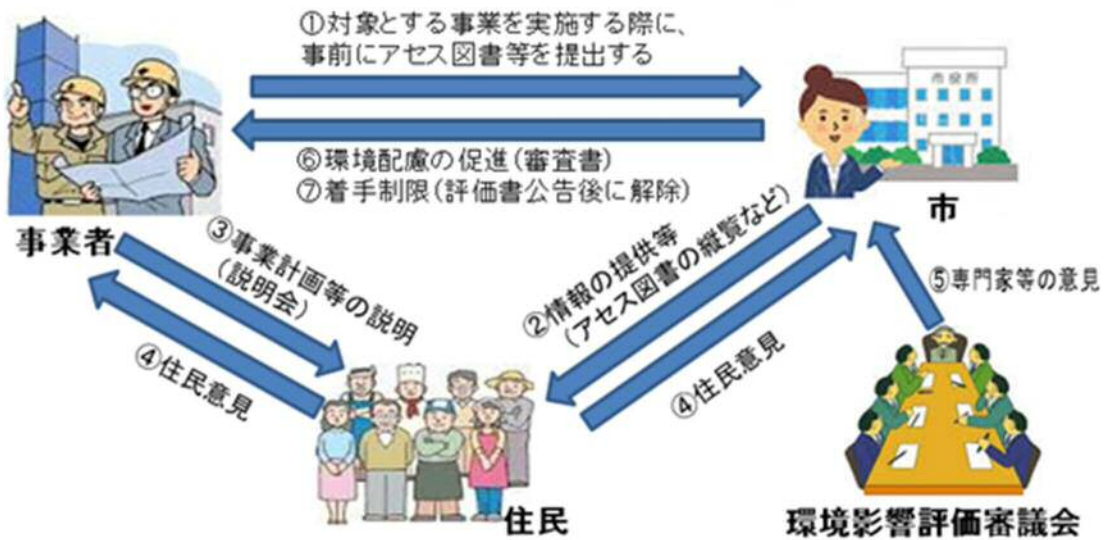 ①対象とする事業を実施する際に、
事前にアセス図書等を提出する
市役所
⑥環境配慮の促進(審査書)
⑦着手制限(評価書公告後に解除)
事業者
市
③事業計画等の説明
(説明会)
②情報の提供等
(アセス図書の縦覧など)
⑤専門家等の意見
④住民意見
④住民意見
住民
環境影響評価審議会